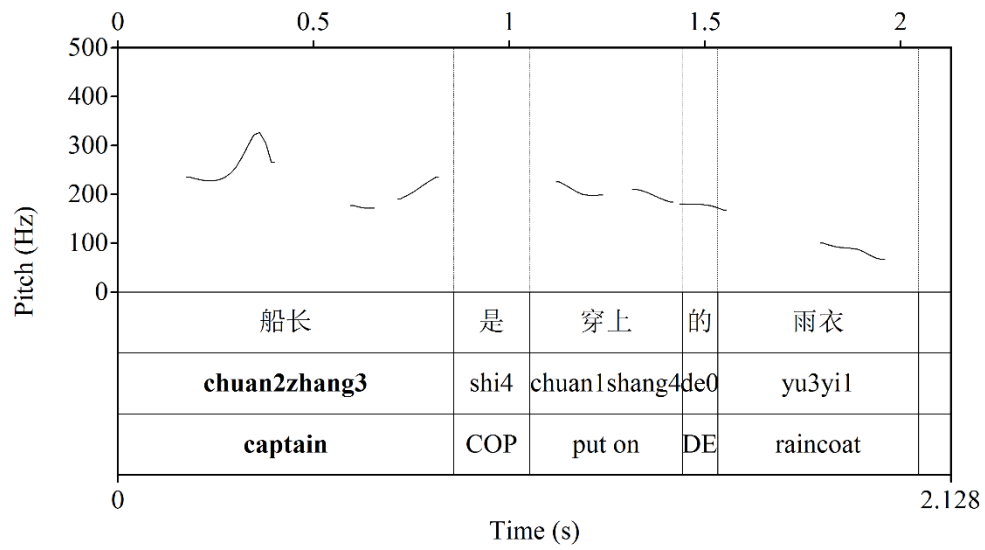 0 0.5 1 1.5 2
500
400
300
200
100
0
Pitch (Hz)
船长 是 穿上 的 雨衣
chuan2zhang3 shi4 chuan1shang4 de0 yu3yi1
captain COP put on DE raincoat
0 2.128
Time (s)